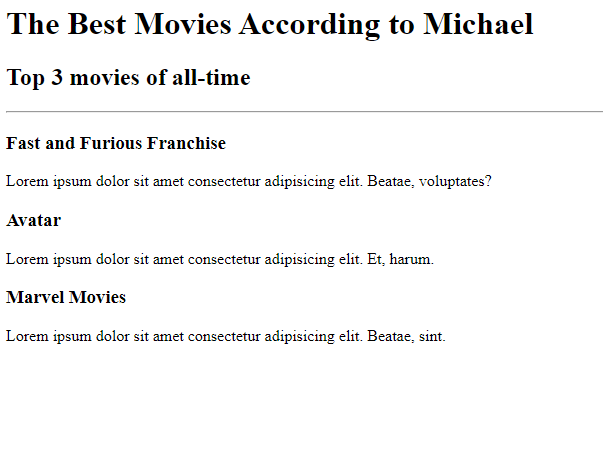 The Best Movies According to Michael
Top 3 movies of all-time
Fast and Furious Franchise
Lorem ipsum dolor sit amet consectetur adipisicing elit. Beatae, voluptates?
Avatar
Lorem ipsum dolor sit amet consectetur adipisicing elit. Et, harum.
Marvel Movies
Lorem ipsum dolor sit amet consectetur adipisicing elit. Beatae, sint.